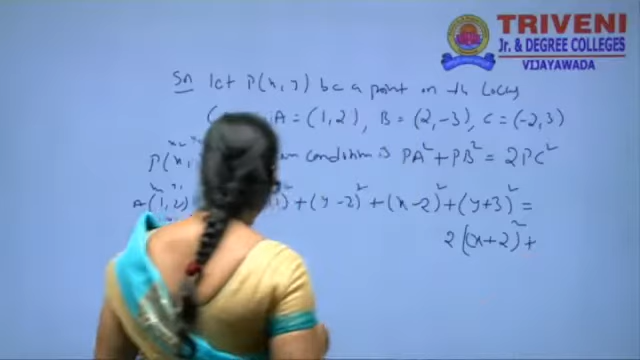 TRIVENI
Jr. & DEGREE COLLEGES
VIJAYAWADA
Sn let P(x, y) be a point on the Locus
A = (1,2), B = (2,-3), C = (-2,3)
P(x, condition is PA² + PB² = 2PC²
A(1,2) + (y-2)² + (x-2)² + (y+3)² =
2[(x+2)² +